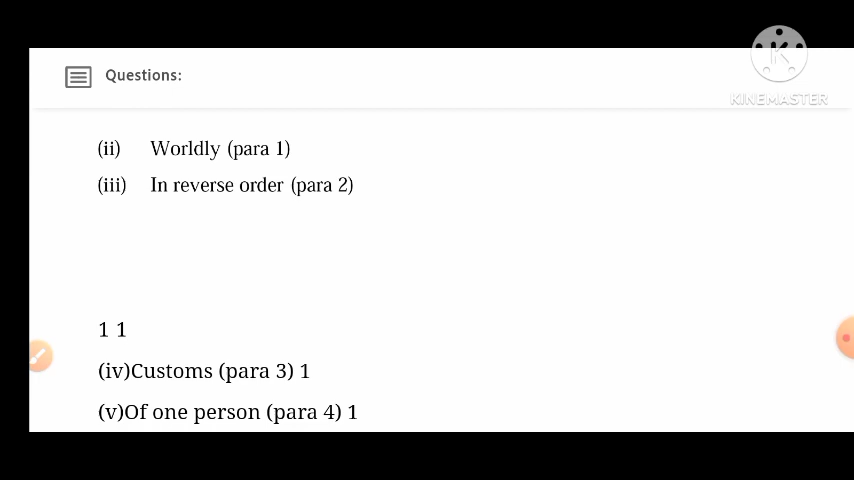 KINEMASTER
Questions:
(ii) Worldly (para 1)
(iii) In reverse order (para 2)
1 1
(iv)Customs (para 3) 1
(v)Of one person (para 4) 1